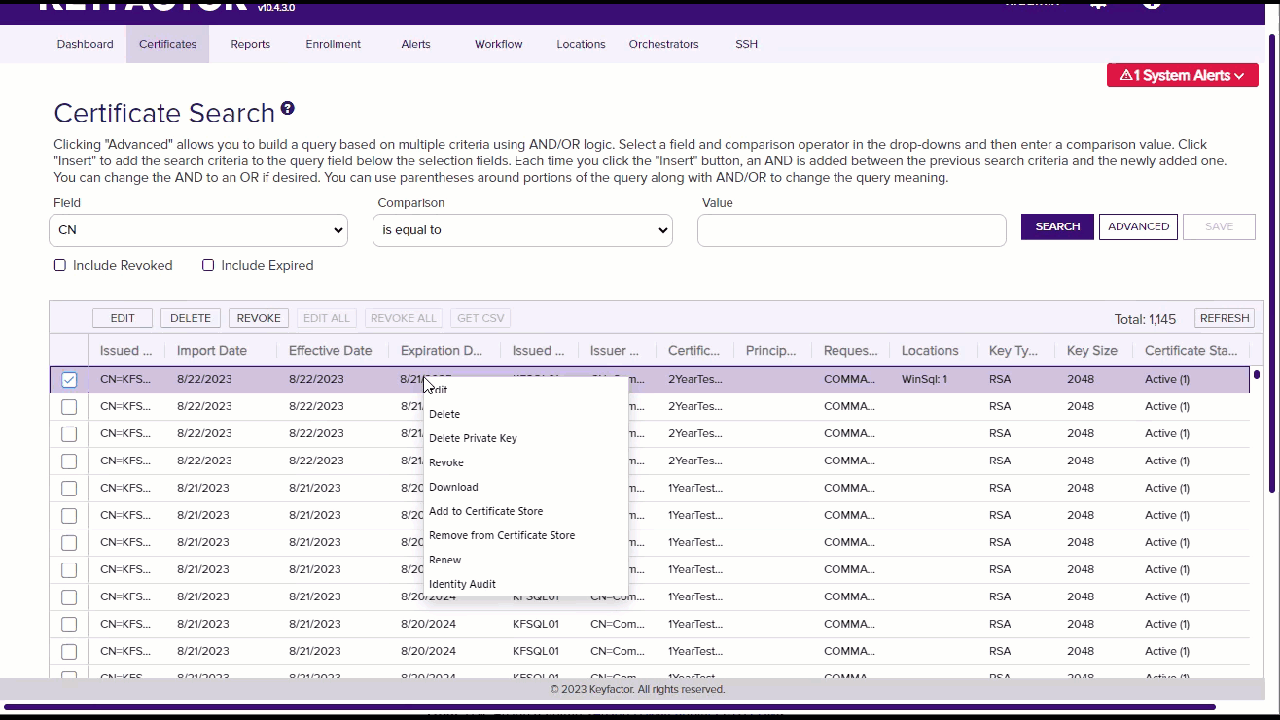 KEYFACTOR v10.4.3.0
Dashboard Certificates Reports Enrollment Alerts Workflow Locations Orchestrators SSH
1 System Alerts
Certificate Search
Clicking "Advanced" allows you to build a query based on multiple criteria using AND/OR logic. Select a field and comparison operator in the drop-downs and then enter a comparison value. Click
"Insert" to add the search criteria to the query field below the selection fields. Each time you click the "Insert" button, an AND is added between the previous search criteria and the newly added one.
You can change the AND to an OR if desired. You can use parentheses around portions of the query along with AND/OR to change the query meaning.
Field Comparison Value
CN is equal to SEARCH ADVANCED SAVE
Include Revoked Include Expired
EDIT DELETE REVOKE EDIT ALL REVOKE ALL GET CSV Total: 1,145 REFRESH
Issued ... Import Date Effective Date Expiration D... Issued ... Issuer ... Certific... Princip... Reques... Locations Key Ty... Key Size Certificate Sta...
CN=KFS... 8/22/2023 8/22/2023 2YearTes... COMMA... WinSql: 1 RSA 2048 Active (1)
CN=KFS... 8/22/2023 8/22/2023 2YearTes... COMMA... RSA 2048 Active (1)
CN=KFS... 8/22/2023 8/22/2023 2YearTes... COMMA... RSA 2048 Active (1)
CN=KFS... 8/22/2023 8/22/2023 2YearTes... COMMA... RSA 2048 Active (1)
CN=KFS... 8/21/2023 8/21/2023 1YearTest... COMMA... RSA 2048 Active (1)
CN=KFS... 8/21/2023 8/21/2023 1YearTest... COMMA... RSA 2048 Active (1)
CN=KFS... 8/21/2023 8/21/2023 1YearTest... COMMA... RSA 2048 Active (1)
CN=KFS... 8/21/2023 8/21/2023 1YearTest... COMMA... RSA 2048 Active (1)
CN=KFS... 8/21/2023 8/21/2023 8/20/2024 KFSQL01 CN=Com... 1YearTest... COMMA... RSA 2048 Active (1)
CN=KFS... 8/21/2023 8/21/2023 8/20/2024 KFSQL01 CN=Com... 1YearTest... COMMA... RSA 2048 Active (1)
CN=KFS... 8/21/2023 8/21/2023 8/20/2024 KFSQL01 CN=Com... 1YearTest... COMMA... RSA 2048 Active (1)
Edit
Delete
Delete Private Key
Revoke
Download
Add to Certificate Store
Remove from Certificate Store
Renew
Identity Audit
© 2023 Keyfactor. All rights reserved.